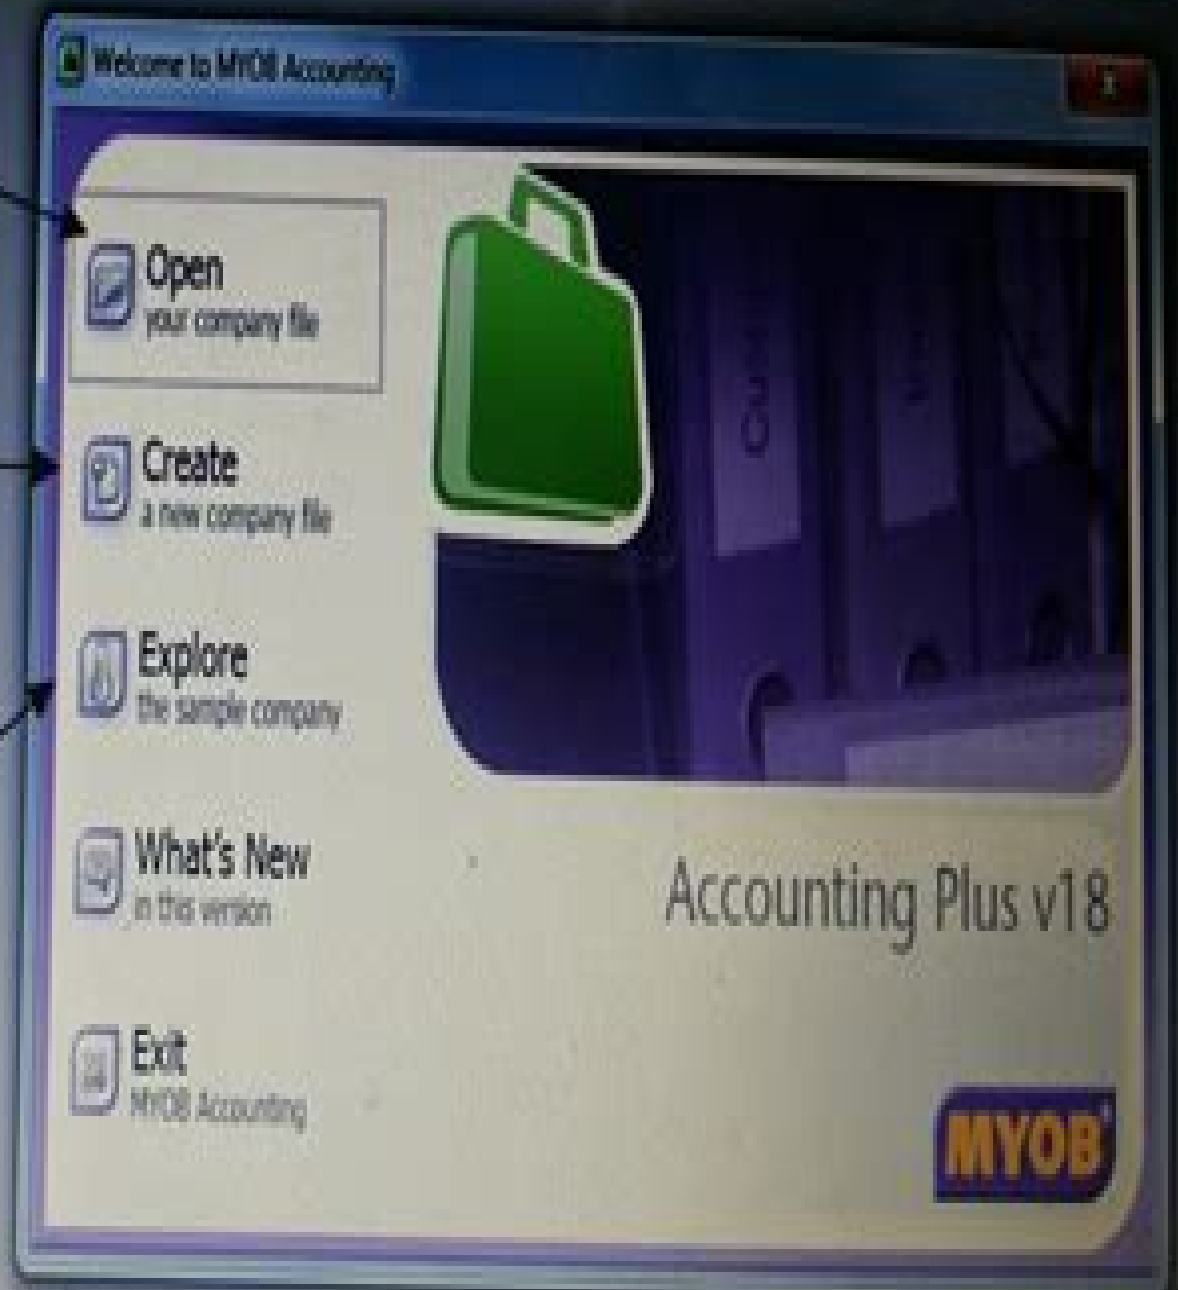 Welcome to MYOB Accounting
X
Open
your company file
Create
a new company file
Explore
the sample company
What's New
in this version
Exit
MYOB Accounting
Accounting Plus v18
MYOB